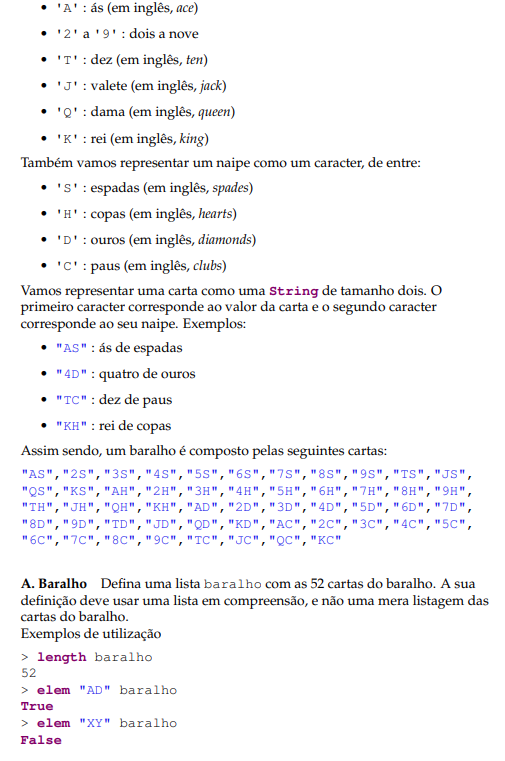 • 'A' : ás (em inglês, ace)
• '2' a '9' : dois a nove
• 'T' : dez (em inglês, ten)
• 'J' : valete (em inglês, jack)
• 'Q' : dama (em inglês, queen)
• 'K' : rei (em inglês, king)
Também vamos representar um naipe como um caracter, de entre:
• 'S' : espadas (em inglês, spades)
• 'H' : copas (em inglês, hearts)
• 'D' : ouros (em inglês, diamonds)
• 'C' : paus (em inglês, clubs)
Vamos representar uma carta como uma String de tamanho dois. O
primeiro caracter corresponde ao valor da carta e o segundo caracter
corresponde ao seu naipe. Exemplos:
• "AS" : ás de espadas
• "4D" : quatro de ouros
• "TC" : dez de paus
• "KH" : rei de copas
Assim sendo, um baralho é composto pelas seguintes cartas:
"AS","2S","3S","4S","5S","6S","7S","8S","9S","TS","JS",
"QS","KS","AH","2H","3H","4H","5H","6H","7H","8H","9H",
"TH","JH","QH","KH","AD","2D","3D","4D","5D","6D","7D",
"8D","9D","TD","JD","QD","KD","AC","2C","3C","4C","5C",
"6C","7C","8C","9C","TC","JC","QC","KC"
A. Baralho Defina uma lista baralho com as 52 cartas do baralho. A sua
definição deve usar uma lista em compreensão, e não uma mera listagem das
cartas do baralho.
Exemplos de utilização
> length baralho
52
> elem "AD" baralho
True
> elem "XY" baralho
False